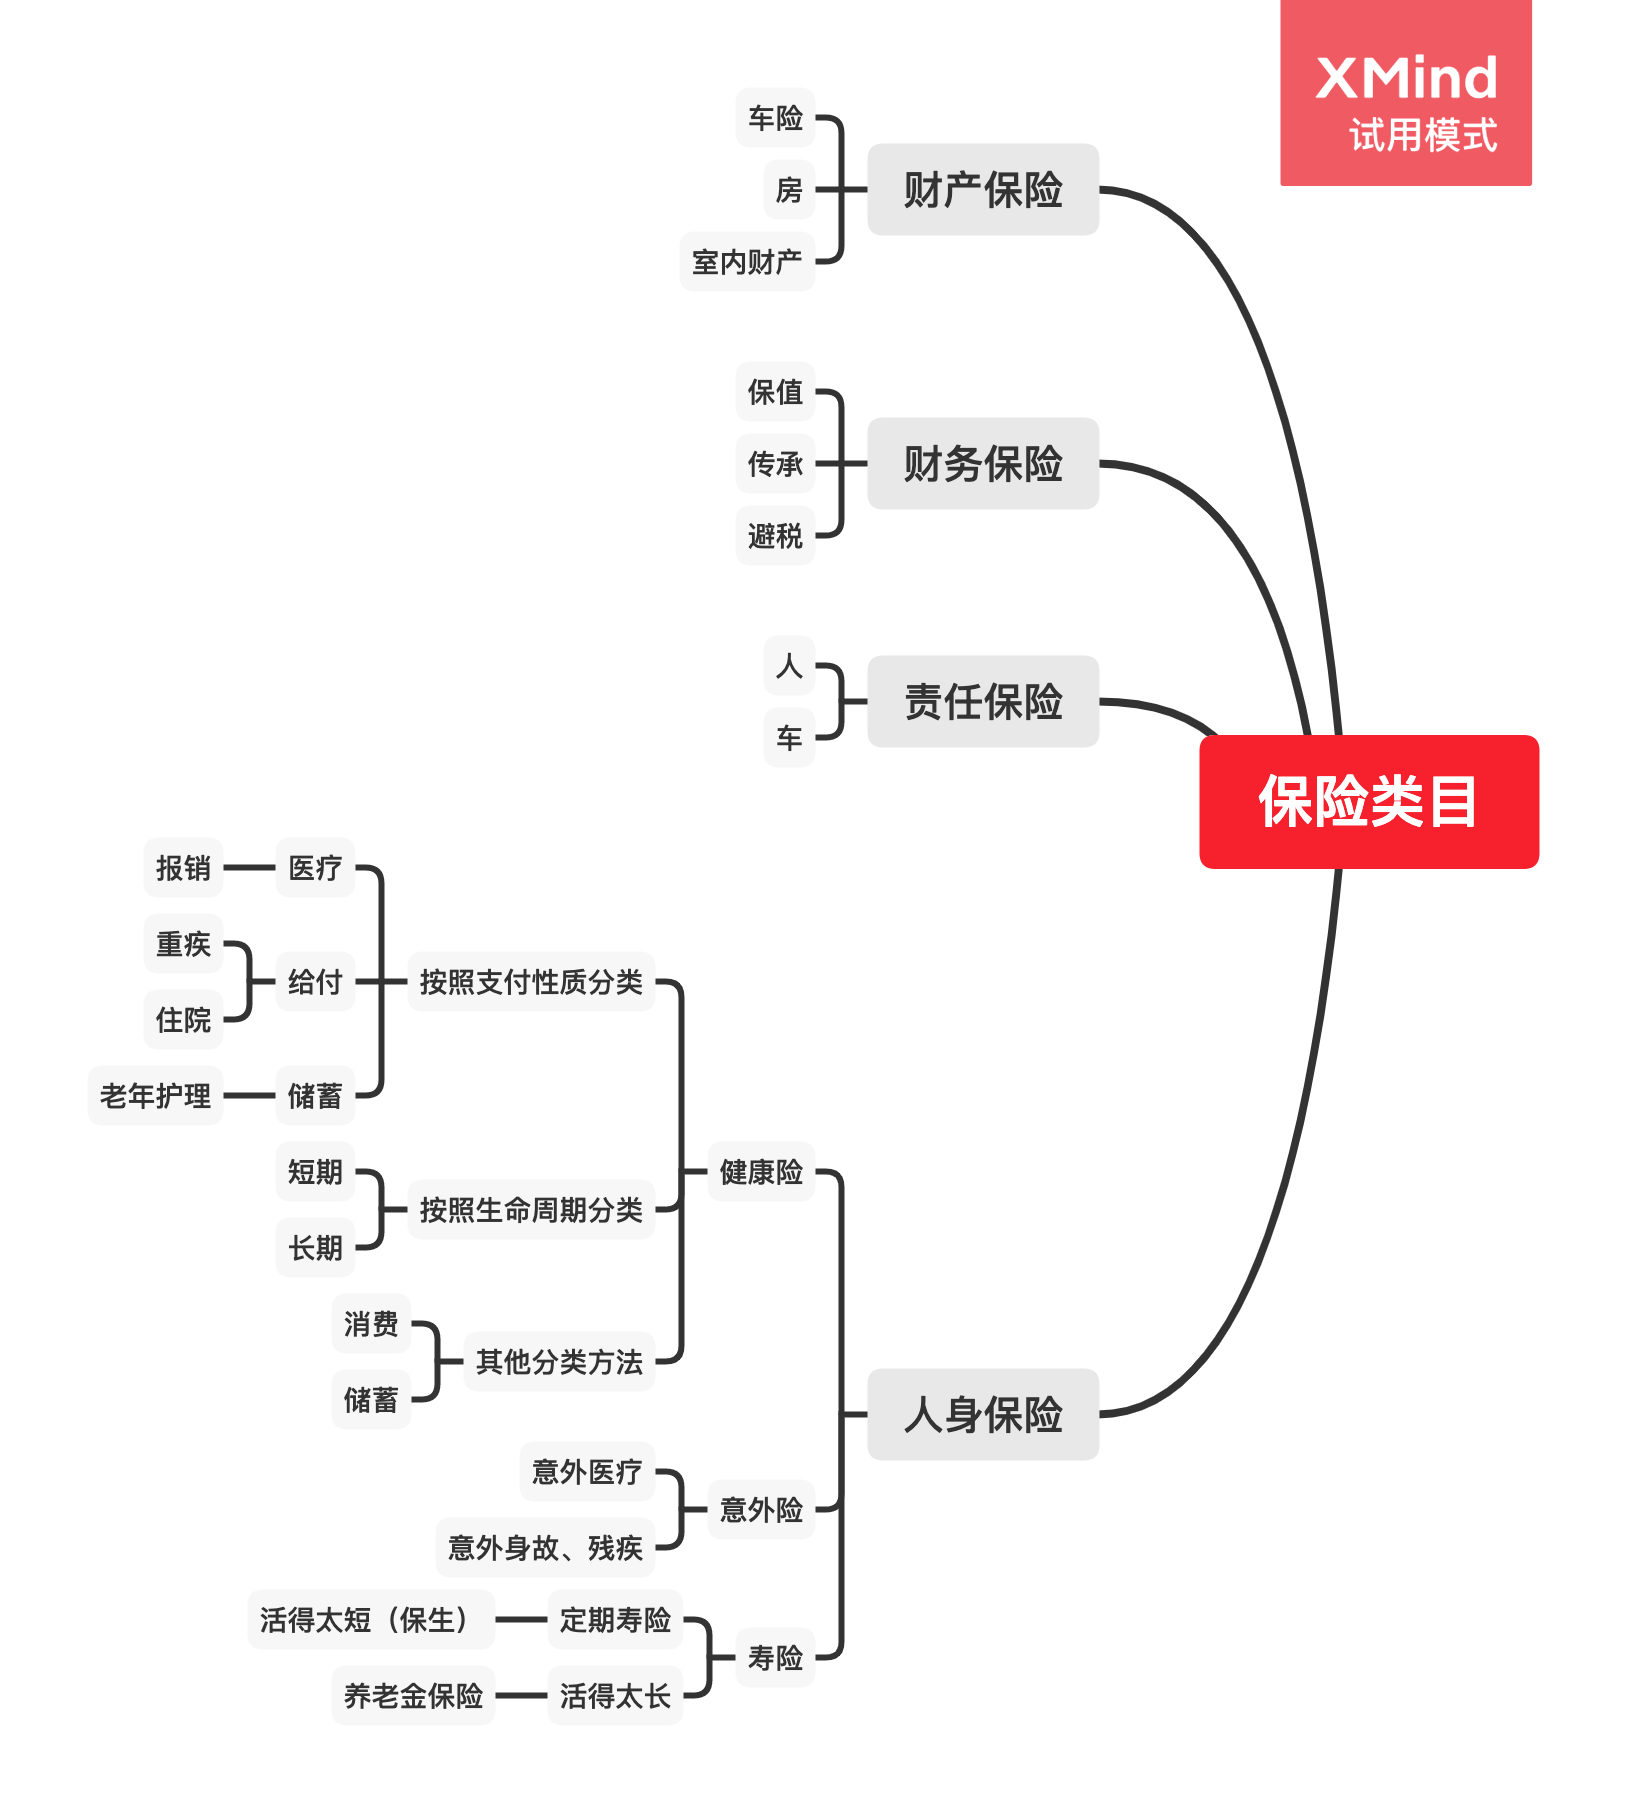 XMind
试用模式
保险类目
财产保险
车险
房
室内财产
财务保险
保值
传承
避税
责任保险
人
车
人身保险
健康险
按照支付性质分类
医疗
报销
给付
重疾
住院
储蓄
老年护理
按照生命周期分类
短期
长期
其他分类方法
消费
储蓄
意外险
意外医疗
意外身故、残疾
寿险
定期寿险
活得太短（保生）
活得太长
养老金保险